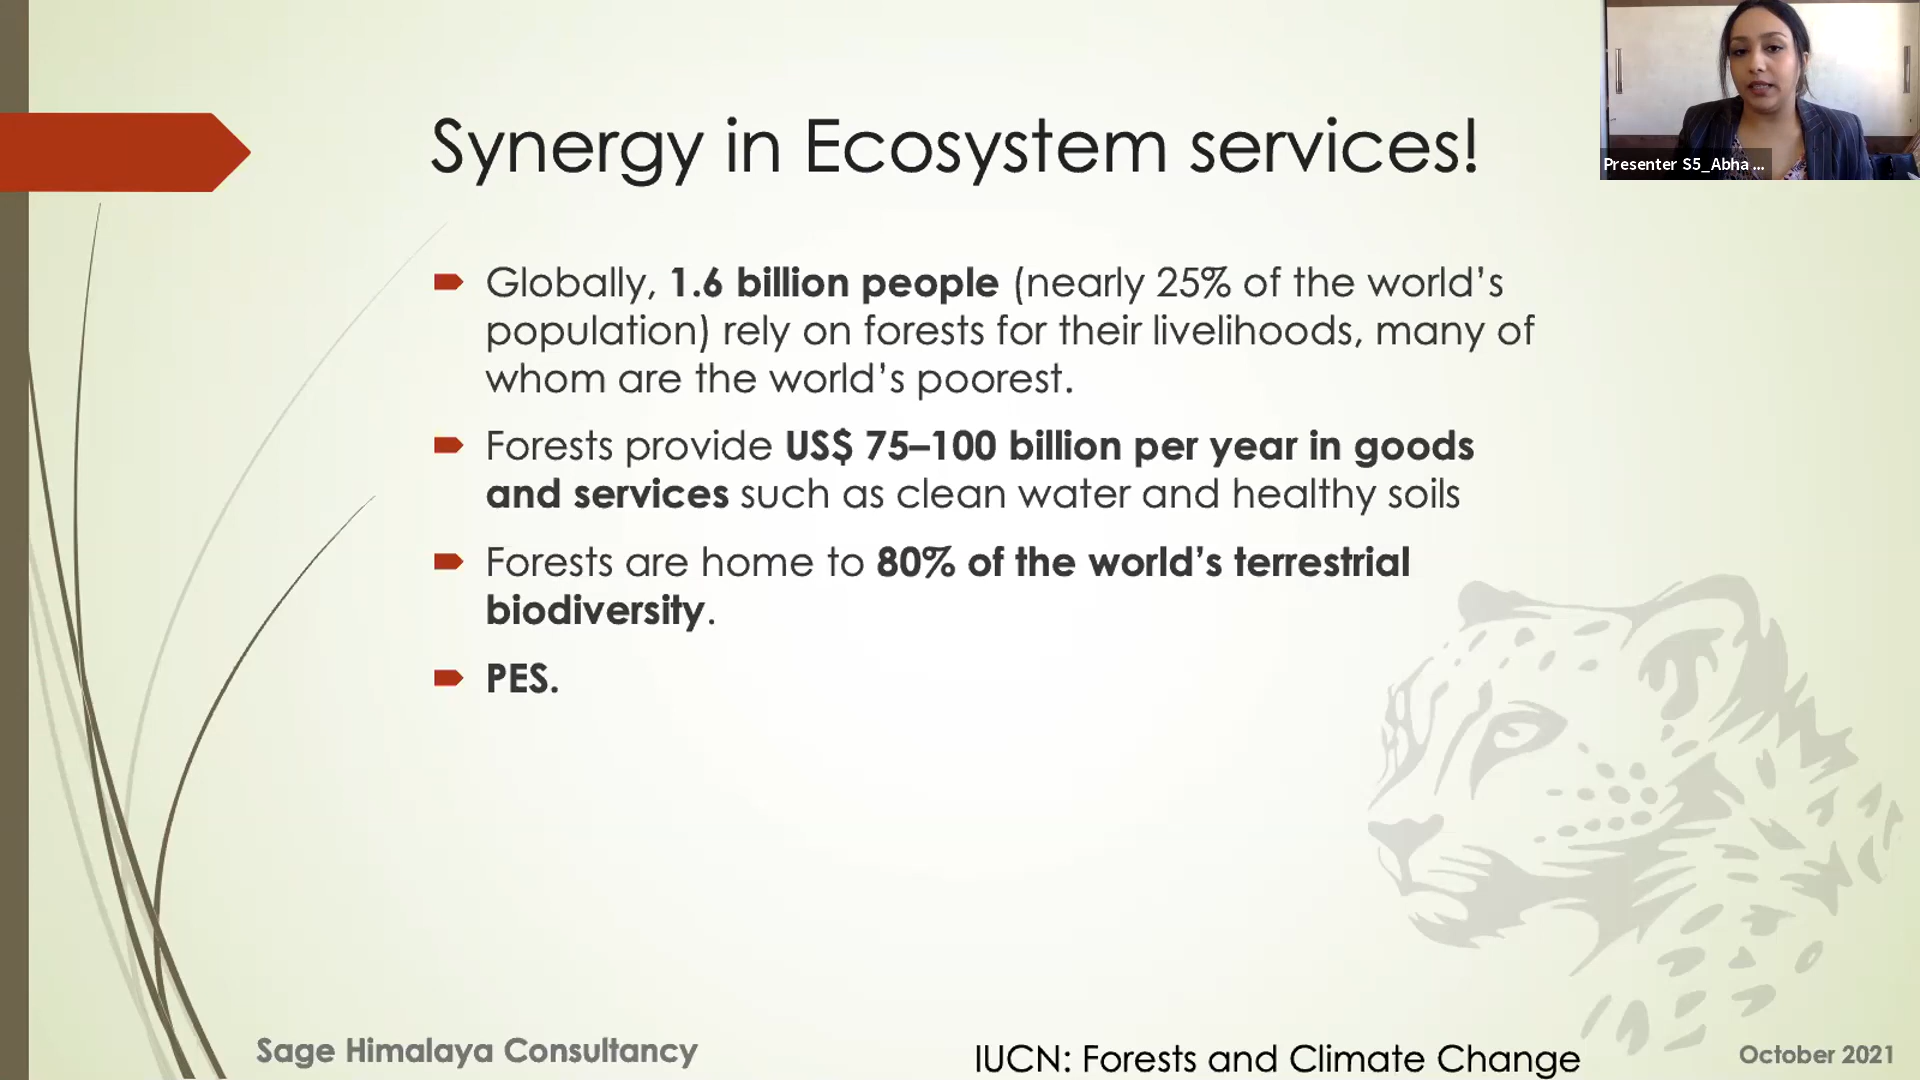 Synergy in Ecosystem services!
Presenter S5_Abha ...
Globally, 1.6 billion people (nearly 25% of the world’s
population) rely on forests for their livelihoods, many of
whom are the world’s poorest.
Forests provide US$ 75–100 billion per year in goods
and services such as clean water and healthy soils
Forests are home to 80% of the world’s terrestrial
biodiversity.
PES.
Sage Himalaya Consultancy
IUCN: Forests and Climate Change
October 2021